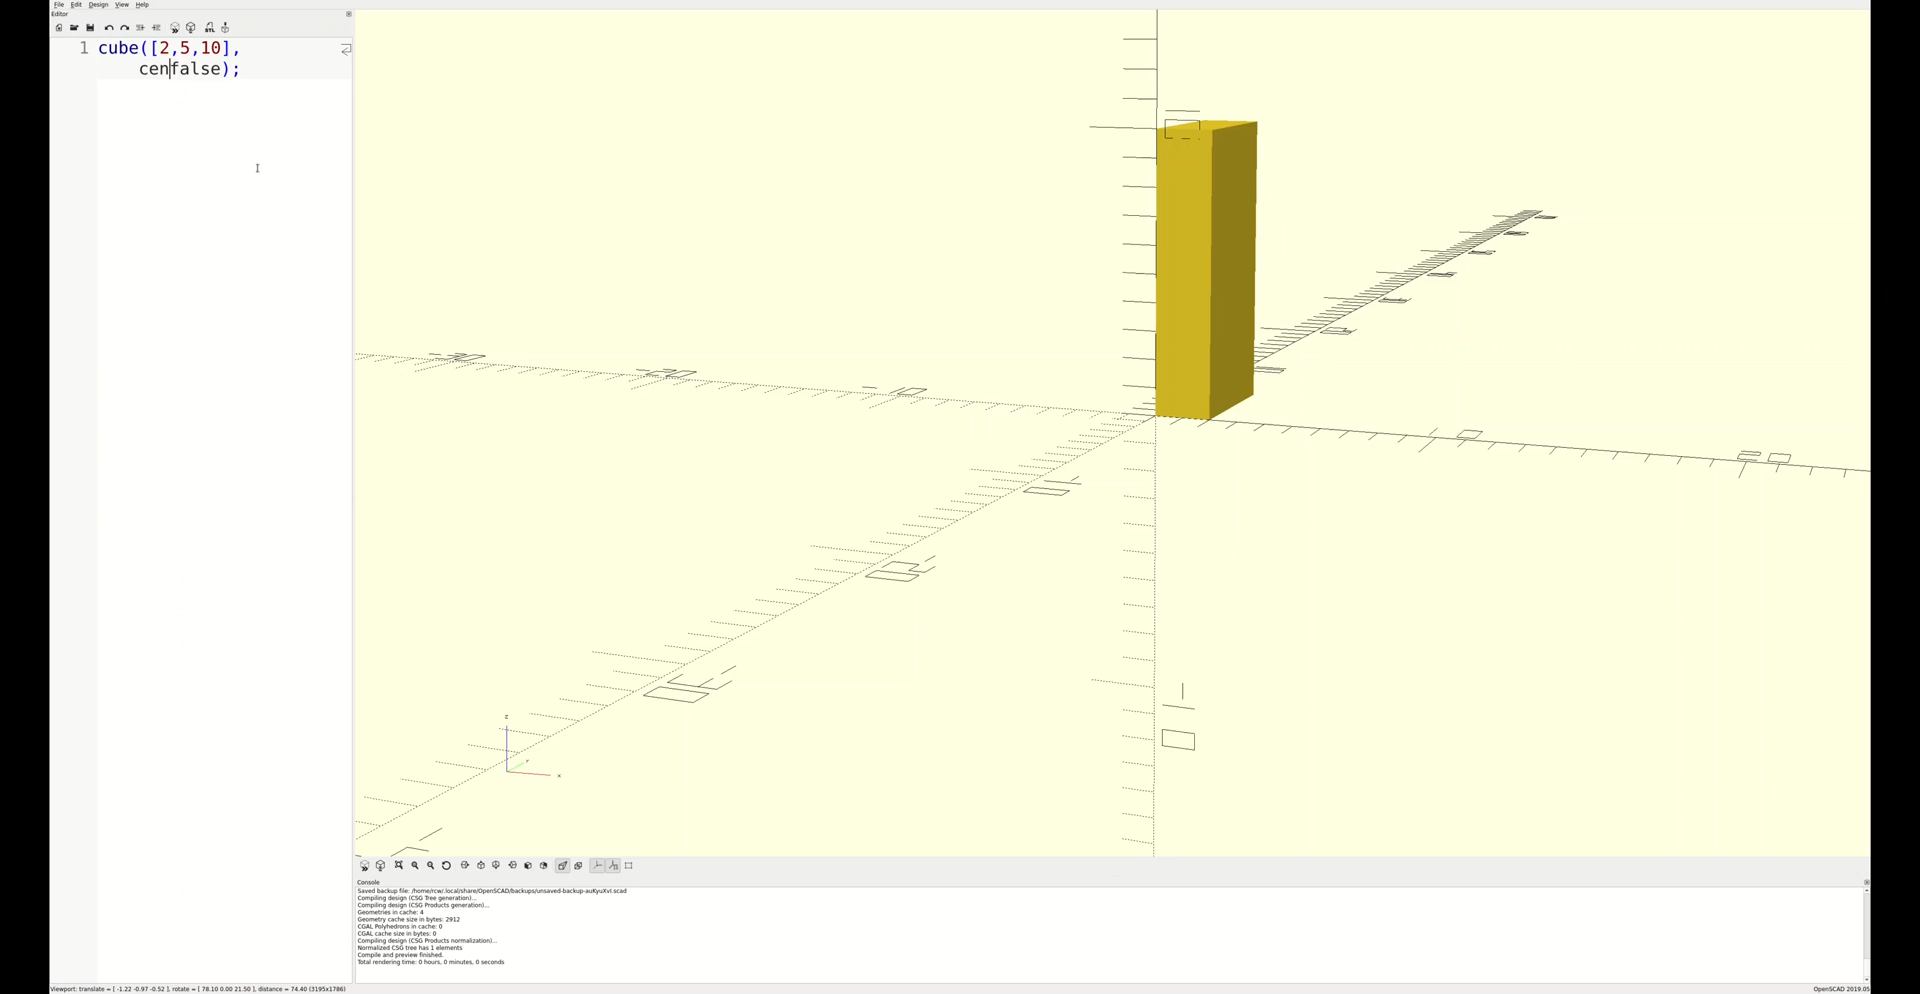 File Edit Design View Help
Editor
STL
1 cube([2,5,10],
cenfalse);
z
y
x
Console
Saved backup file: /home/rcw/.local/share/OpenSCAD/backups/unsaved-backup-auKyuXvI.scad
Compiling design (CSG Tree generation)...
Compiling design (CSG Products generation)...
Geometries in cache: 4
Geometry cache size in bytes: 2912
CGAL Polyhedrons in cache: 0
CGAL cache size in bytes: 0
Compiling design (CSG Products normalization)...
Normalized CSG tree has 1 elements
Compile and preview finished.
Total rendering time: 0 hours, 0 minutes, 0 seconds
Viewport: translate = [ -1.22 -0.97 -0.52 ], rotate = [ 78.10 0.00 21.50 ], distance = 74.40 (3195x1786)
OpenSCAD 2019.05